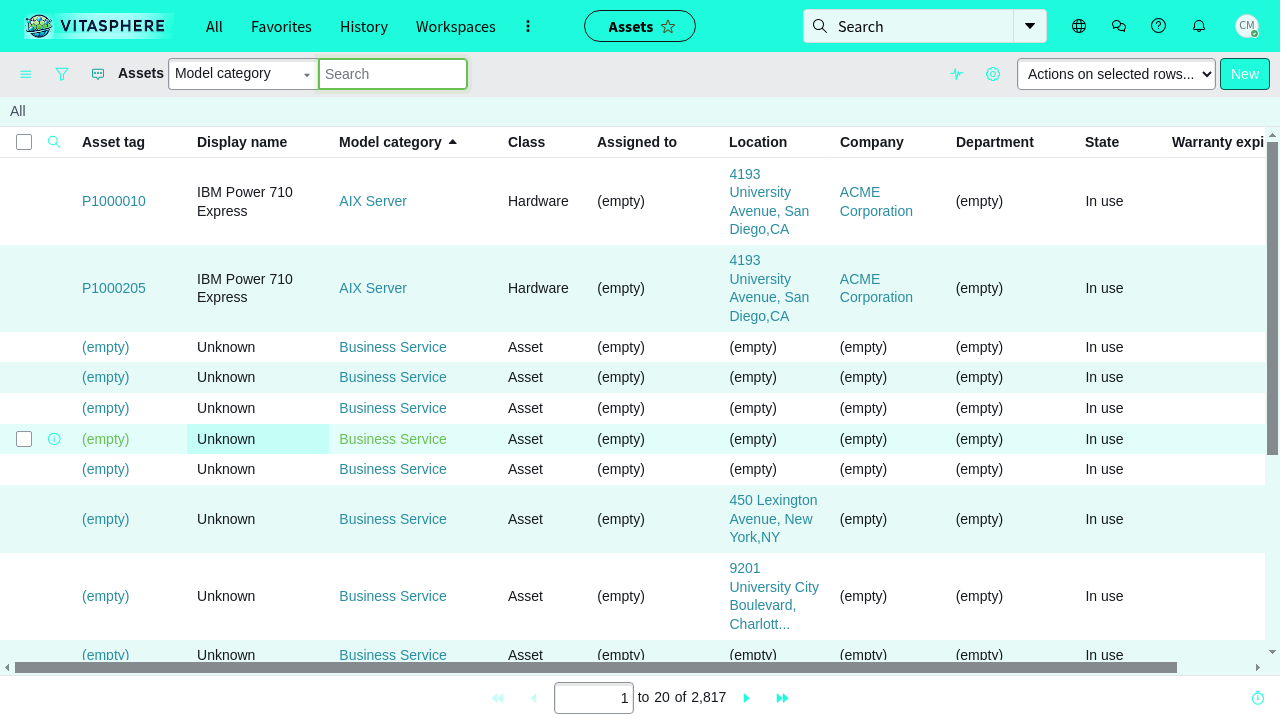 VITASPHERE All Favorites History Workspaces Assets Search CM
Assets Model category Search Actions on selected rows... New
All
Asset tag Display name Model category Class Assigned to Location Company Department State Warranty expi
P1000010 IBM Power 710 Express AIX Server Hardware (empty) 4193 University Avenue, San Diego,CA ACME Corporation (empty) In use
P1000205 IBM Power 710 Express AIX Server Hardware (empty) 4193 University Avenue, San Diego,CA ACME Corporation (empty) In use
(empty) Unknown Business Service Asset (empty) (empty) (empty) (empty) In use
(empty) Unknown Business Service Asset (empty) (empty) (empty) (empty) In use
(empty) Unknown Business Service Asset (empty) (empty) (empty) (empty) In use
(empty) Unknown Business Service Asset (empty) (empty) (empty) (empty) In use
(empty) Unknown Business Service Asset (empty) (empty) (empty) (empty) In use
(empty) Unknown Business Service Asset (empty) 450 Lexington Avenue, New York,NY (empty) (empty) In use
(empty) Unknown Business Service Asset (empty) 9201 University City Boulevard, Charlott... (empty) (empty) In use
(empty) Unknown Business Service Asset (empty) (empty) (empty) (empty) In use
1 to 20 of 2,817